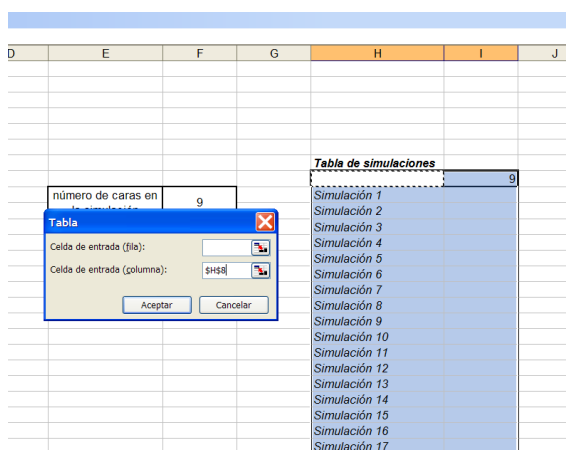 D E F G H I J
Tabla de simulaciones
9
número de caras en
9
Simulación 1
Simulación 2
Tabla
Simulación 3
Celda de entrada (fila):
Simulación 4
Simulación 5
Celda de entrada (columna): $H$8
Simulación 6
Simulación 7
Aceptar Cancelar
Simulación 8
Simulación 9
Simulación 10
Simulación 11
Simulación 12
Simulación 13
Simulación 14
Simulación 15
Simulación 16
Simulación 17